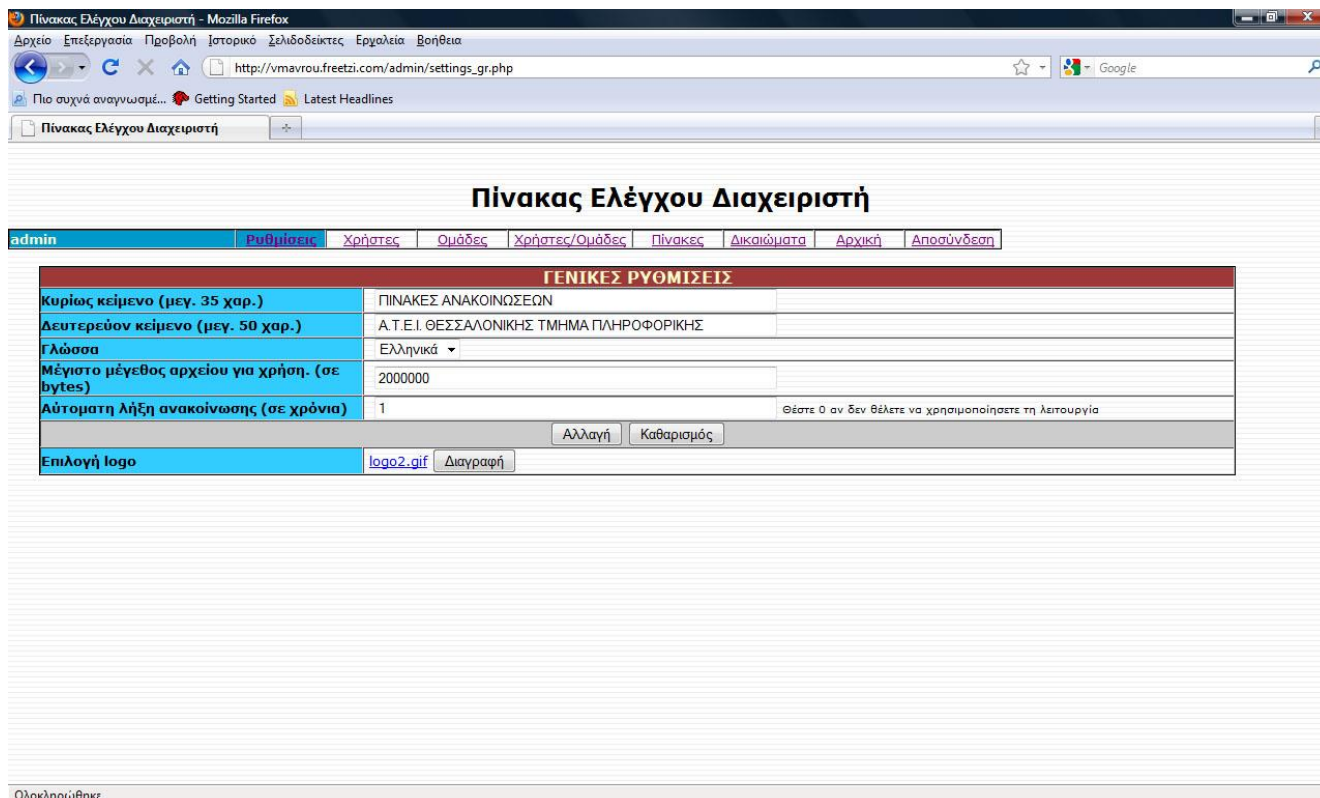 Πίνακας Ελέγχου Διαχειριστή - Mozilla Firefox
Αρχείο Επεξεργασία Προβολή Ιστορικό Σελιδοδείκτες Εργαλεία Βοήθεια
http://vmavrou.freetzi.com/admin/settings_gr.php Google
Πιο συχνά αναγνωσμέ... Getting Started Latest Headlines
Πίνακας Ελέγχου Διαχειριστή
Πίνακας Ελέγχου Διαχειριστή
admin Ρυθμίσεις Χρήστες Ομάδες Χρήστες/Ομάδες Πίνακες Δικαιώματα Αρχική Αποσύνδεση
ΓΕΝΙΚΕΣ ΡΥΘΜΙΣΕΙΣ
Κυρίως κείμενο (μεγ. 35 χαρ.) ΠΙΝΑΚΕΣ ΑΝΑΚΟΙΝΩΣΕΩΝ
Δευτερεύον κείμενο (μεγ. 50 χαρ.) Α.Τ.Ε.Ι. ΘΕΣΣΑΛΟΝΙΚΗΣ ΤΜΗΜΑ ΠΛΗΡΟΦΟΡΙΚΗΣ
Γλώσσα Ελληνικά
Μέγιστο μέγεθος αρχείου για χρήση. (σε
bytes) 2000000
Αύτοματη λήξη ανακοίνωσης (σε χρόνια) 1 Θέστε 0 αν δεν θέλετε να χρησιμοποίησετε τη λειτουργία
Αλλαγή Καθαρισμός
Επιλογή logo logo2.gif Διαγραφή
Ολοκληρώθηκε